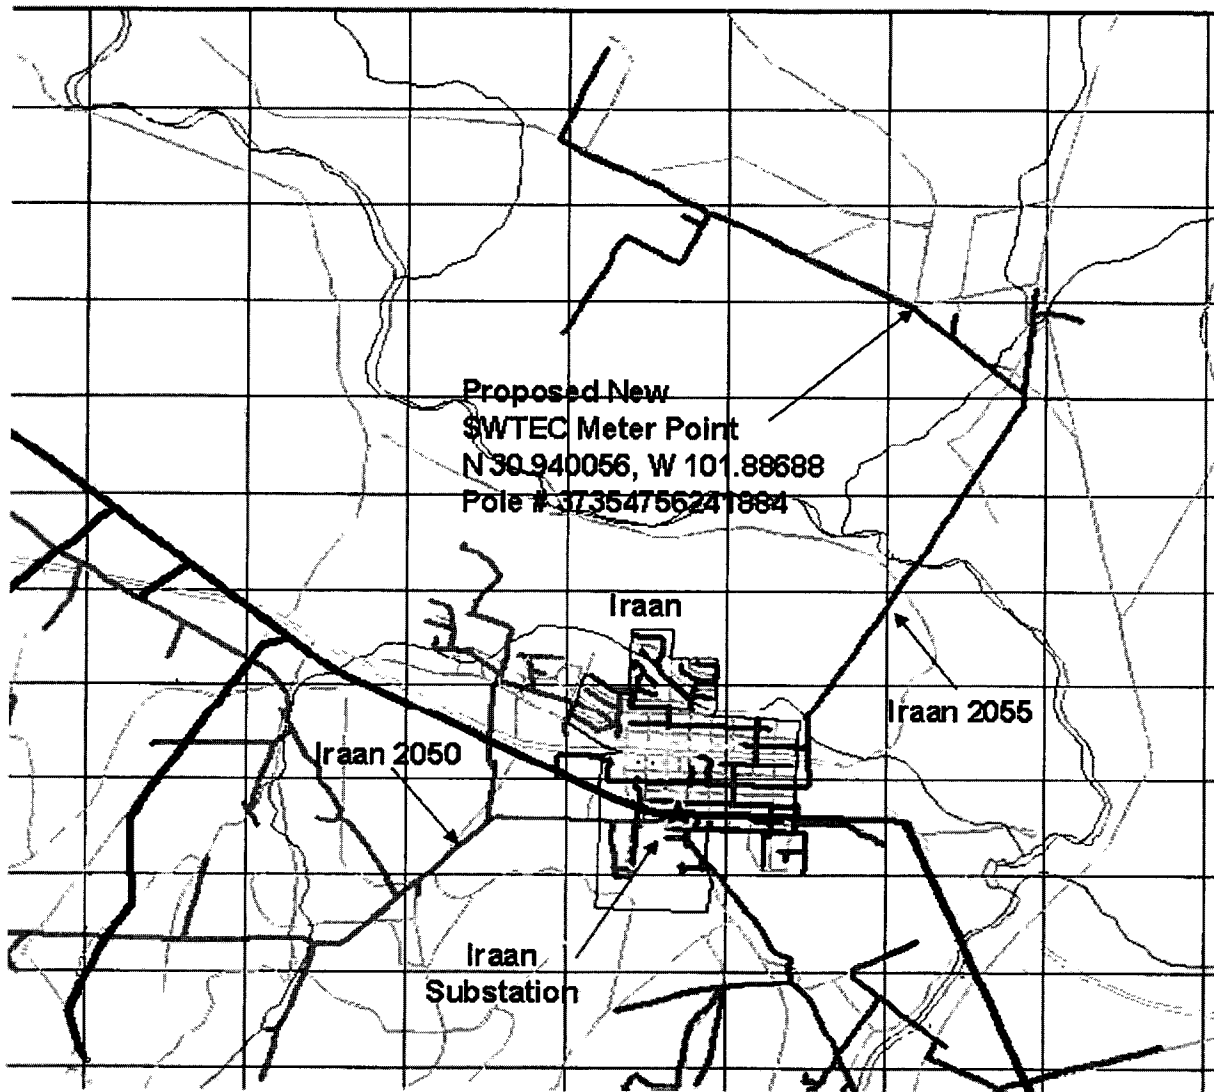 Proposed New
SWTEC Meter Point
N 30.940056, W 101.88688
Pole # 37354756241884
Iraan
Iraan 2055
Iraan 2050
Iraan
Substation